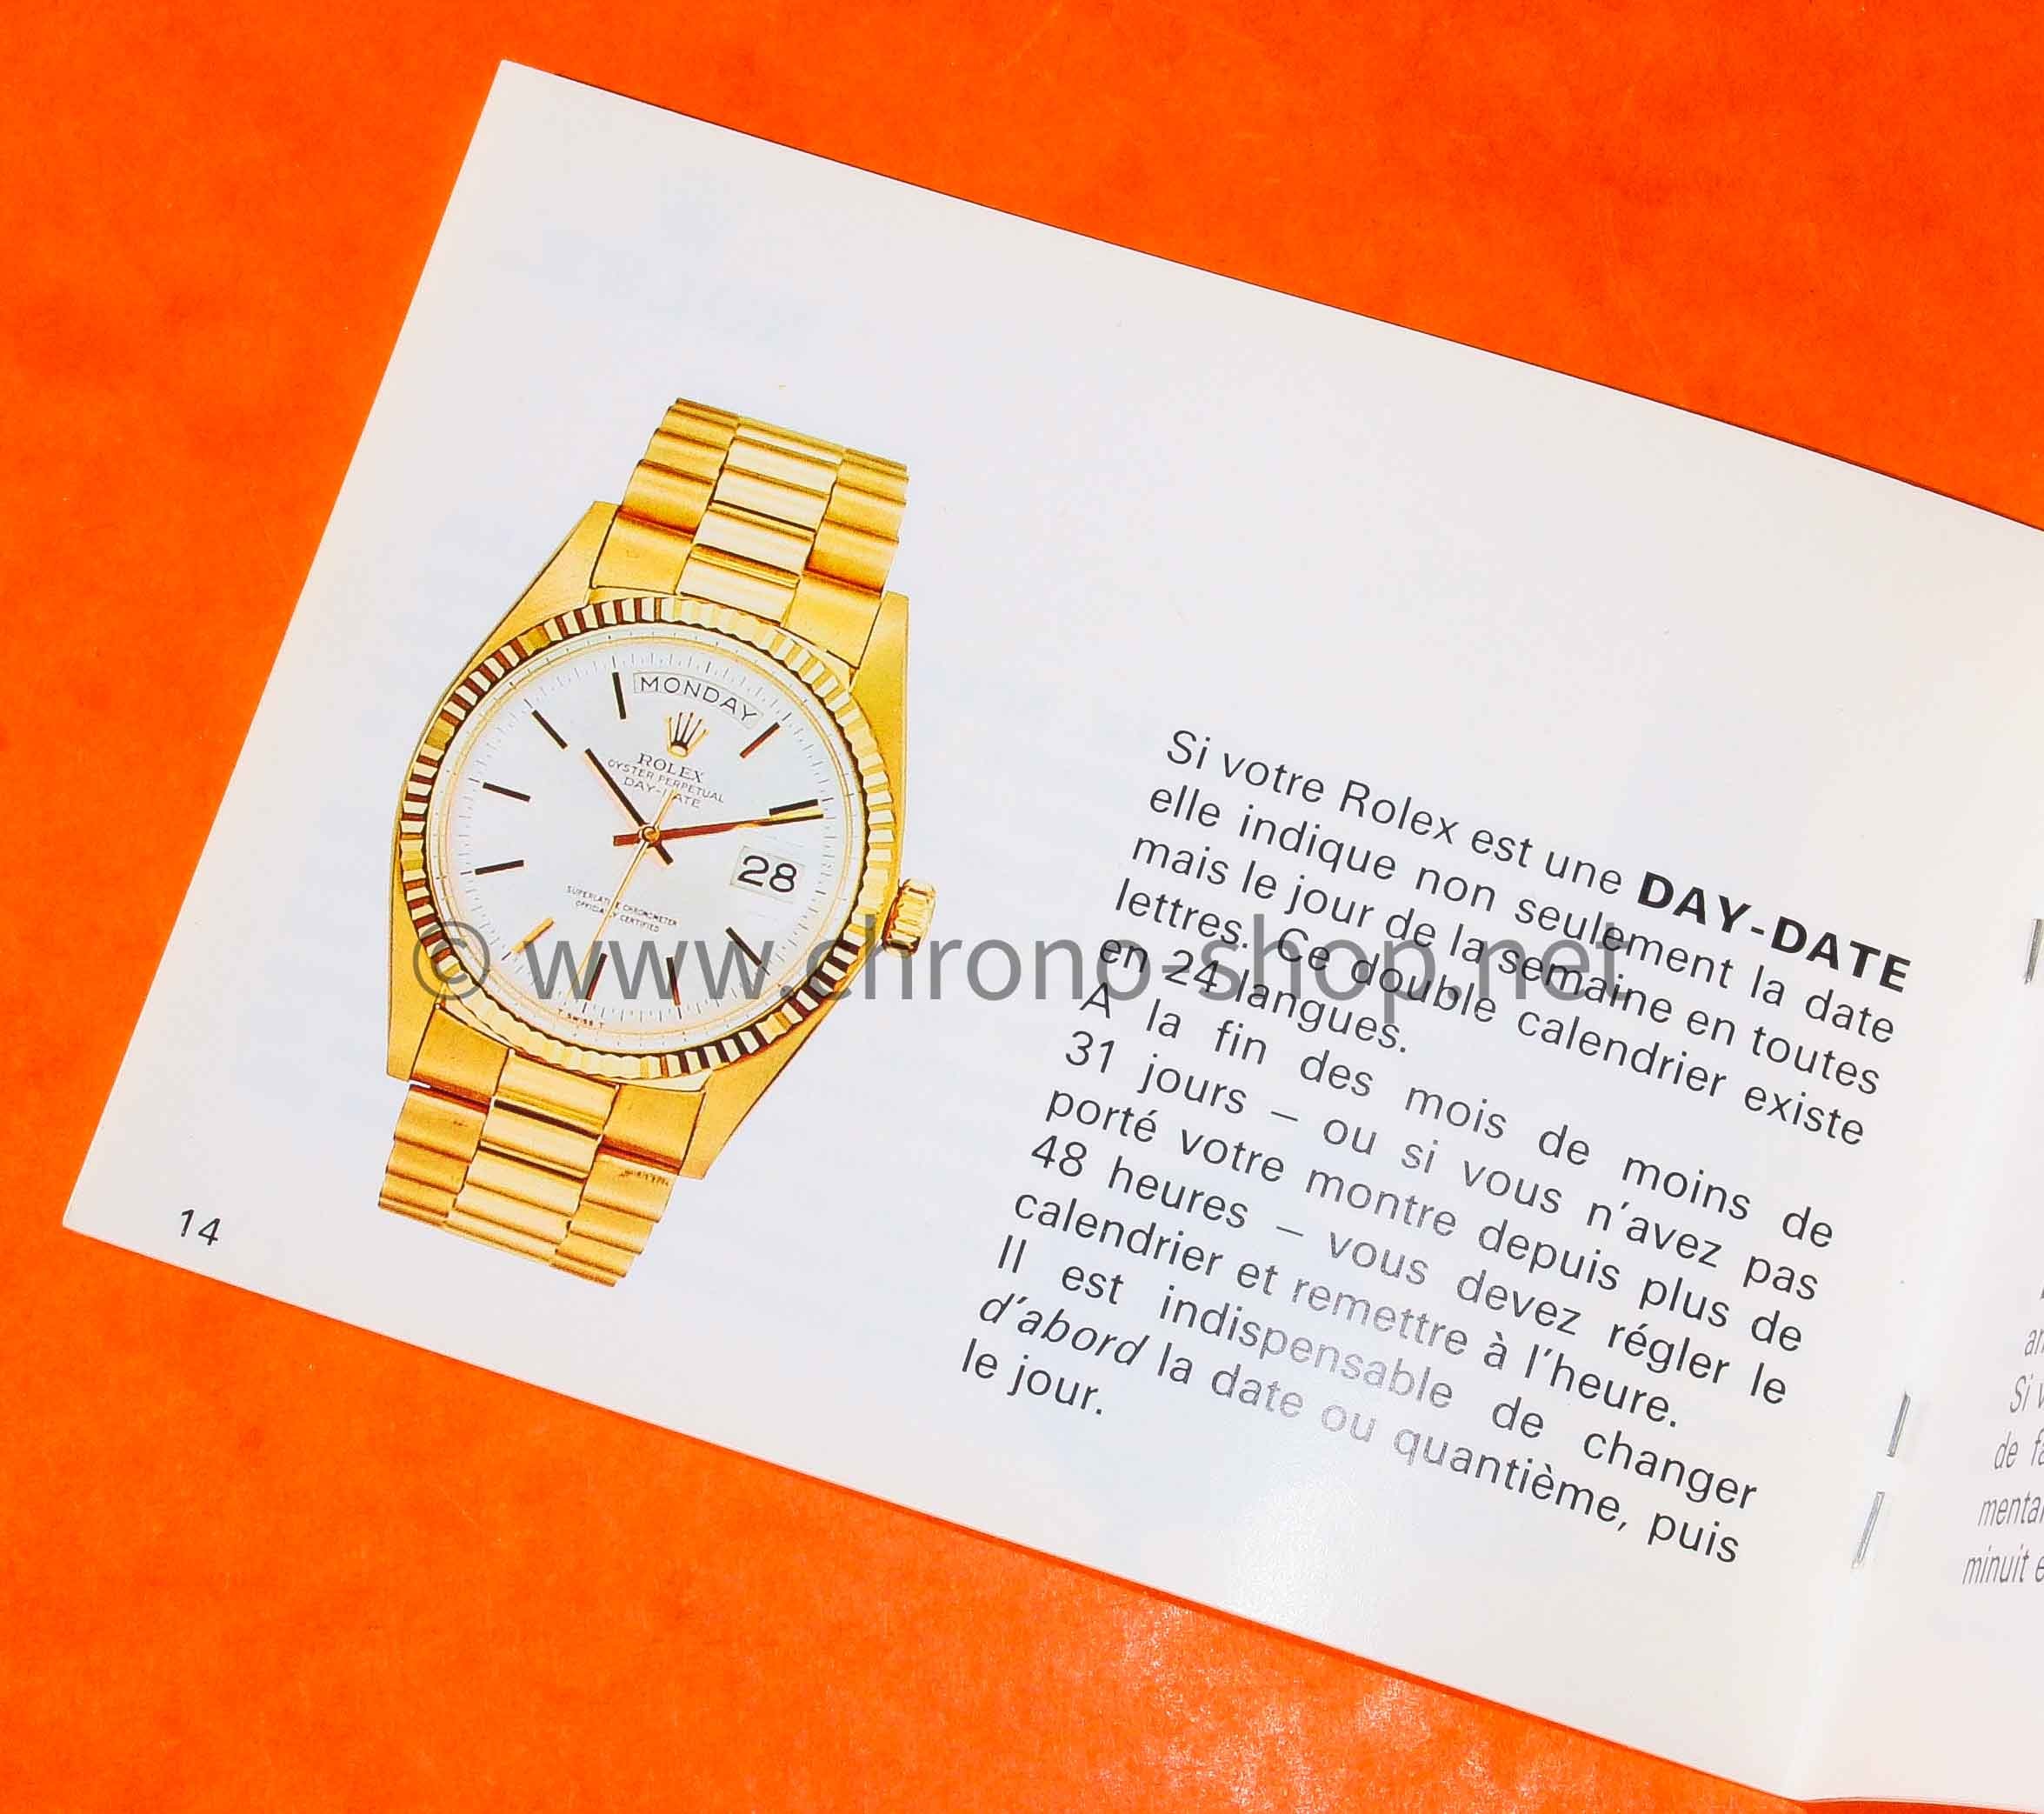 MONDAY
ROLEX
OYSTER PERPETUAL
DAY-DATE
28
SUPERLATIVE CHRONOMETER
OFFICIALLY CERTIFIED
T SWISS T
14
Si votre Rolex est une DAY-DATE
elle indique non seulement la date
mais le jour de la semaine en toutes
lettres. Ce double calendrier existe
en 24 langues.
A la fin des mois de moins de
31 jours – ou si vous n'avez pas
porté votre montre depuis plus de
48 heures – vous devez régler le
calendrier et remettre à l'heure.
Il est indispensable de changer
d'abord la date ou quantième, puis
le jour.
© www.chrono-shop.net
Si
de
minuit